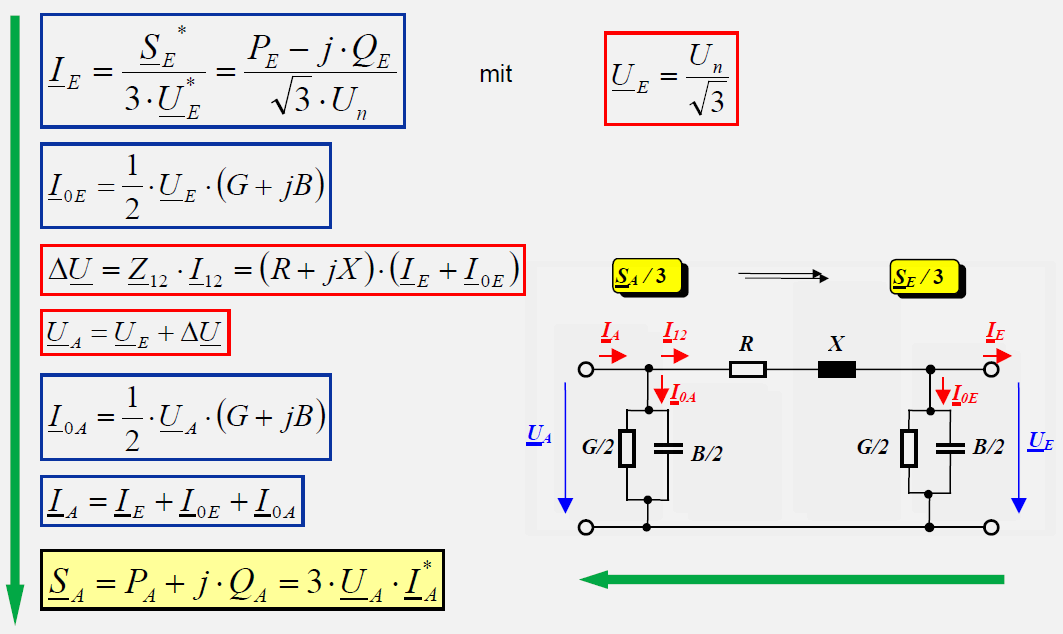 I_E = S_E^* / (3 · U_E^*) = (P_E − j · Q_E) / (√3 · U_n) mit U_E = U_n / √3
I_0E = 1/2 · U_E · (G + jB)
ΔU = Z_12 · I_12 = (R + jX) · (I_E + I_0E)
U_A = U_E + ΔU
I_0A = 1/2 · U_A · (G + jB)
I_A = I_E + I_0E + I_0A
S_A = P_A + j · Q_A = 3 · U_A · I_A^*
S_A / 3 S_E / 3
I_A I_12 R X I_E
I_0A I_0E
U_A G/2 B/2 G/2 B/2 U_E